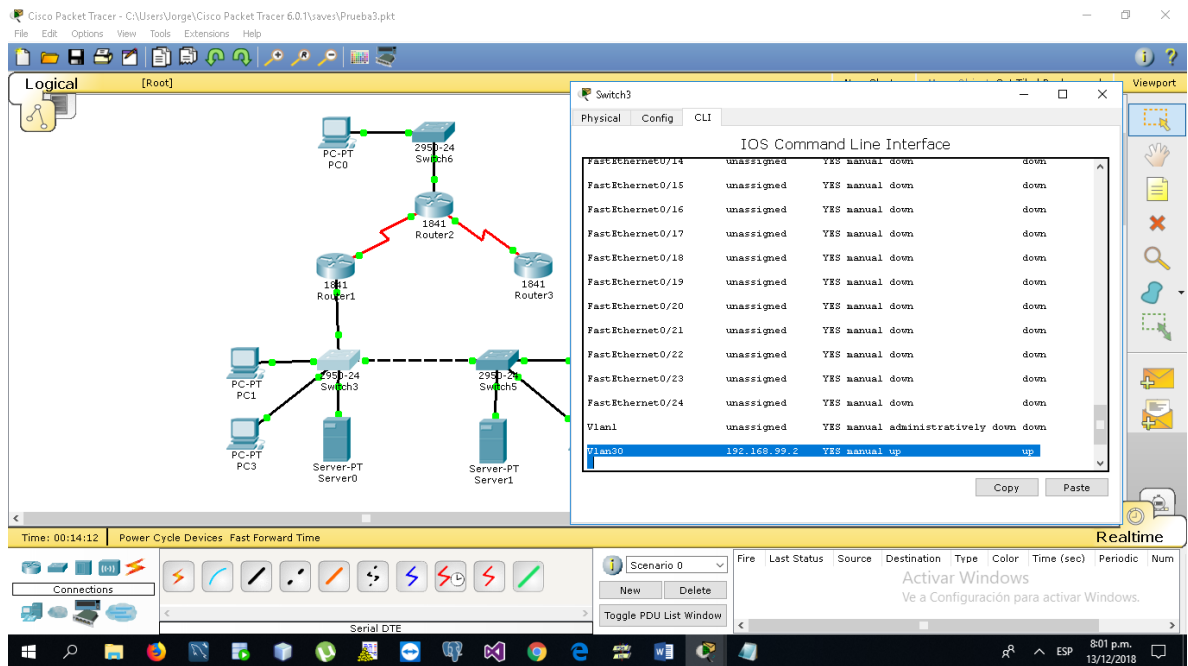 Cisco Packet Tracer - C:\Users\Jorge\Cisco Packet Tracer 6.0.1\saves\Prueba3.pkt
File Edit Options View Tools Extensions Help
Logical [Root] Viewport
Switch3
Physical Config CLI
IOS Command Line Interface
FastEthernet0/14 unassigned YES manual down down
FastEthernet0/15 unassigned YES manual down down
FastEthernet0/16 unassigned YES manual down down
FastEthernet0/17 unassigned YES manual down down
FastEthernet0/18 unassigned YES manual down down
FastEthernet0/19 unassigned YES manual down down
FastEthernet0/20 unassigned YES manual down down
FastEthernet0/21 unassigned YES manual down down
FastEthernet0/22 unassigned YES manual down down
FastEthernet0/23 unassigned YES manual down down
FastEthernet0/24 unassigned YES manual down down
Vlan1 unassigned YES manual administratively down down
Vlan30 192.168.99.2 YES manual up up
Copy Paste
PC-PT
PC0
2950-24
Switch6
1841
Router2
1841
Router1
1841
Router3
PC-PT
PC1
2950-24
Switch3
2950-24
Switch5
PC-PT
PC3
Server-PT
Server0
Server-PT
Server1
Time: 00:14:12 Power Cycle Devices Fast Forward Time Realtime
Connections
Serial DTE
Scenario 0
New Delete
Toggle PDU List Window
Fire Last Status Source Destination Type Color Time (sec) Periodic Num
Activar Windows
Ve a Configuración para activar Windows.
ESP
8:01 p.m.
13/12/2018